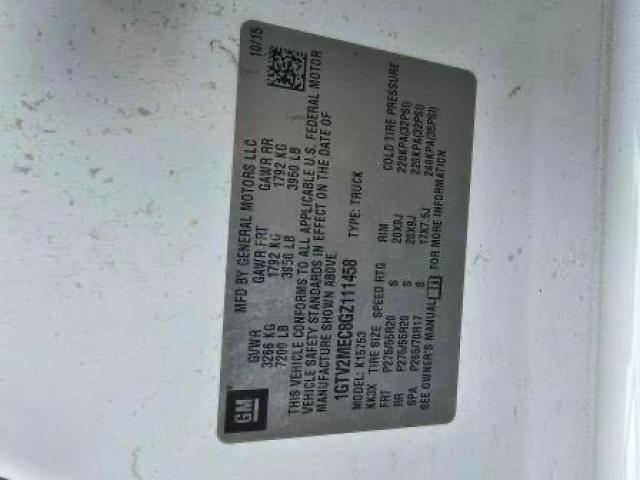 GM
MFD BY GENERAL MOTORS LLC 10/15
GVWR GAWR FRT GAWR RR
3266 KG 1792 KG 1792 KG
7200 LB 3950 LB 3950 LB
THIS VEHICLE CONFORMS TO ALL APPLICABLE U.S. FEDERAL MOTOR
VEHICLE SAFETY STANDARDS IN EFFECT ON THE DATE OF
MANUFACTURE SHOWN ABOVE.
1GTV2MEC8GZ111458
MODEL: K15753 TYPE: TRUCK
KK3X TIRE SIZE SPEED RTG RIM COLD TIRE PRESSURE
FRT P275/55R20 S 20X9J 220KPA(32PSI)
RR P275/55R20 S 20X9J 220KPA(32PSI)
SPA P265/70R17 S 17X7.5J 240KPA(35PSI)
SEE OWNER'S MANUAL FOR MORE INFORMATION.